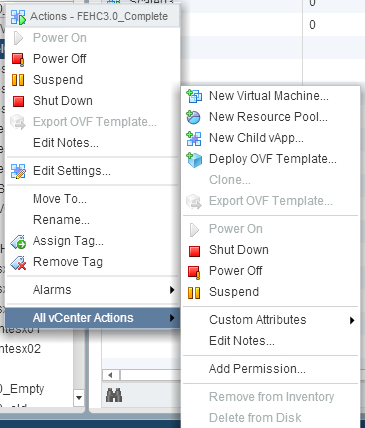 Actions - FEHC3.0_Complete
Power On
Power Off
Suspend
Shut Down
Export OVF Template...
Edit Notes...
Edit Settings...
Move To...
Rename...
Assign Tag...
Remove Tag
Alarms
All vCenter Actions
ntesx01
ntesx02
0_Empty
0
0
New Virtual Machine...
New Resource Pool...
New Child vApp...
Deploy OVF Template...
Clone...
Export OVF Template...
Power On
Shut Down
Power Off
Suspend
Custom Attributes
Edit Notes...
Add Permission...
Remove from Inventory
Delete from Disk